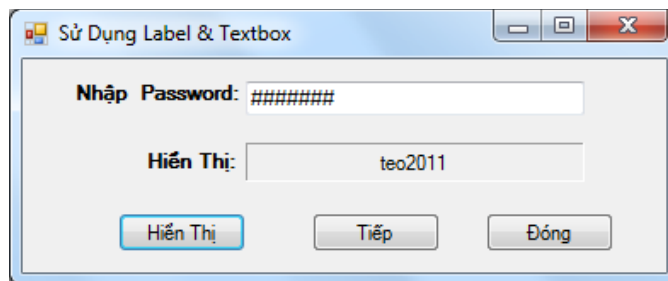 Sử Dụng Label & Textbox
Nhập Password: #######
Hiển Thị: teo2011
Hiển Thị Tiếp Đóng